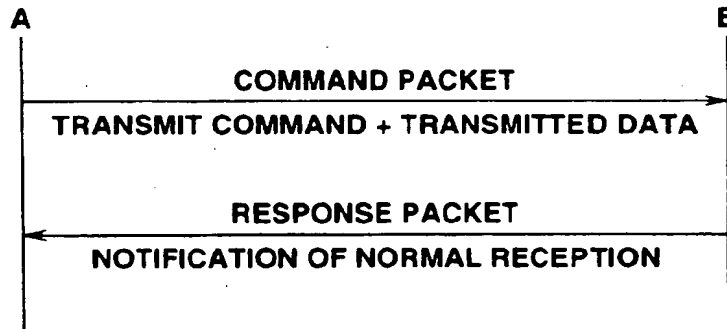 A
COMMAND PACKET
TRANSMIT COMMAND + TRANSMITTED DATA
RESPONSE PACKET
NOTIFICATION OF NORMAL RECEPTION